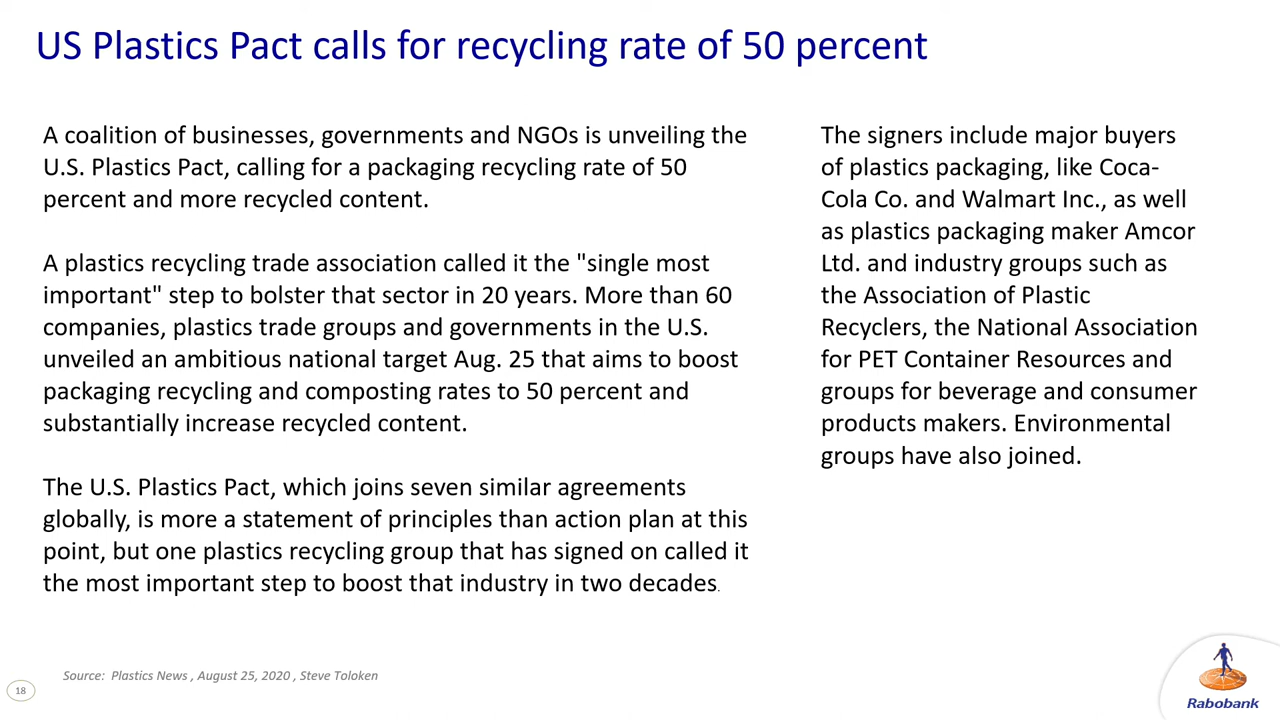 US Plastics Pact calls for recycling rate of 50 percent
A coalition of businesses, governments and NGOs is unveiling the
U.S. Plastics Pact, calling for a packaging recycling rate of 50
percent and more recycled content.
A plastics recycling trade association called it the "single most
important" step to bolster that sector in 20 years. More than 60
companies, plastics trade groups and governments in the U.S.
unveiled an ambitious national target Aug. 25 that aims to boost
packaging recycling and composting rates to 50 percent and
substantially increase recycled content.
The U.S. Plastics Pact, which joins seven similar agreements
globally, is more a statement of principles than action plan at this
point, but one plastics recycling group that has signed on called it
the most important step to boost that industry in two decades.
The signers include major buyers
of plastics packaging, like Coca-
Cola Co. and Walmart Inc., as well
as plastics packaging maker Amcor
Ltd. and industry groups such as
the Association of Plastic
Recyclers, the National Association
for PET Container Resources and
groups for beverage and consumer
products makers. Environmental
groups have also joined.
Source:  Plastics News , August 25, 2020 , Steve Toloken
18
Rabobank